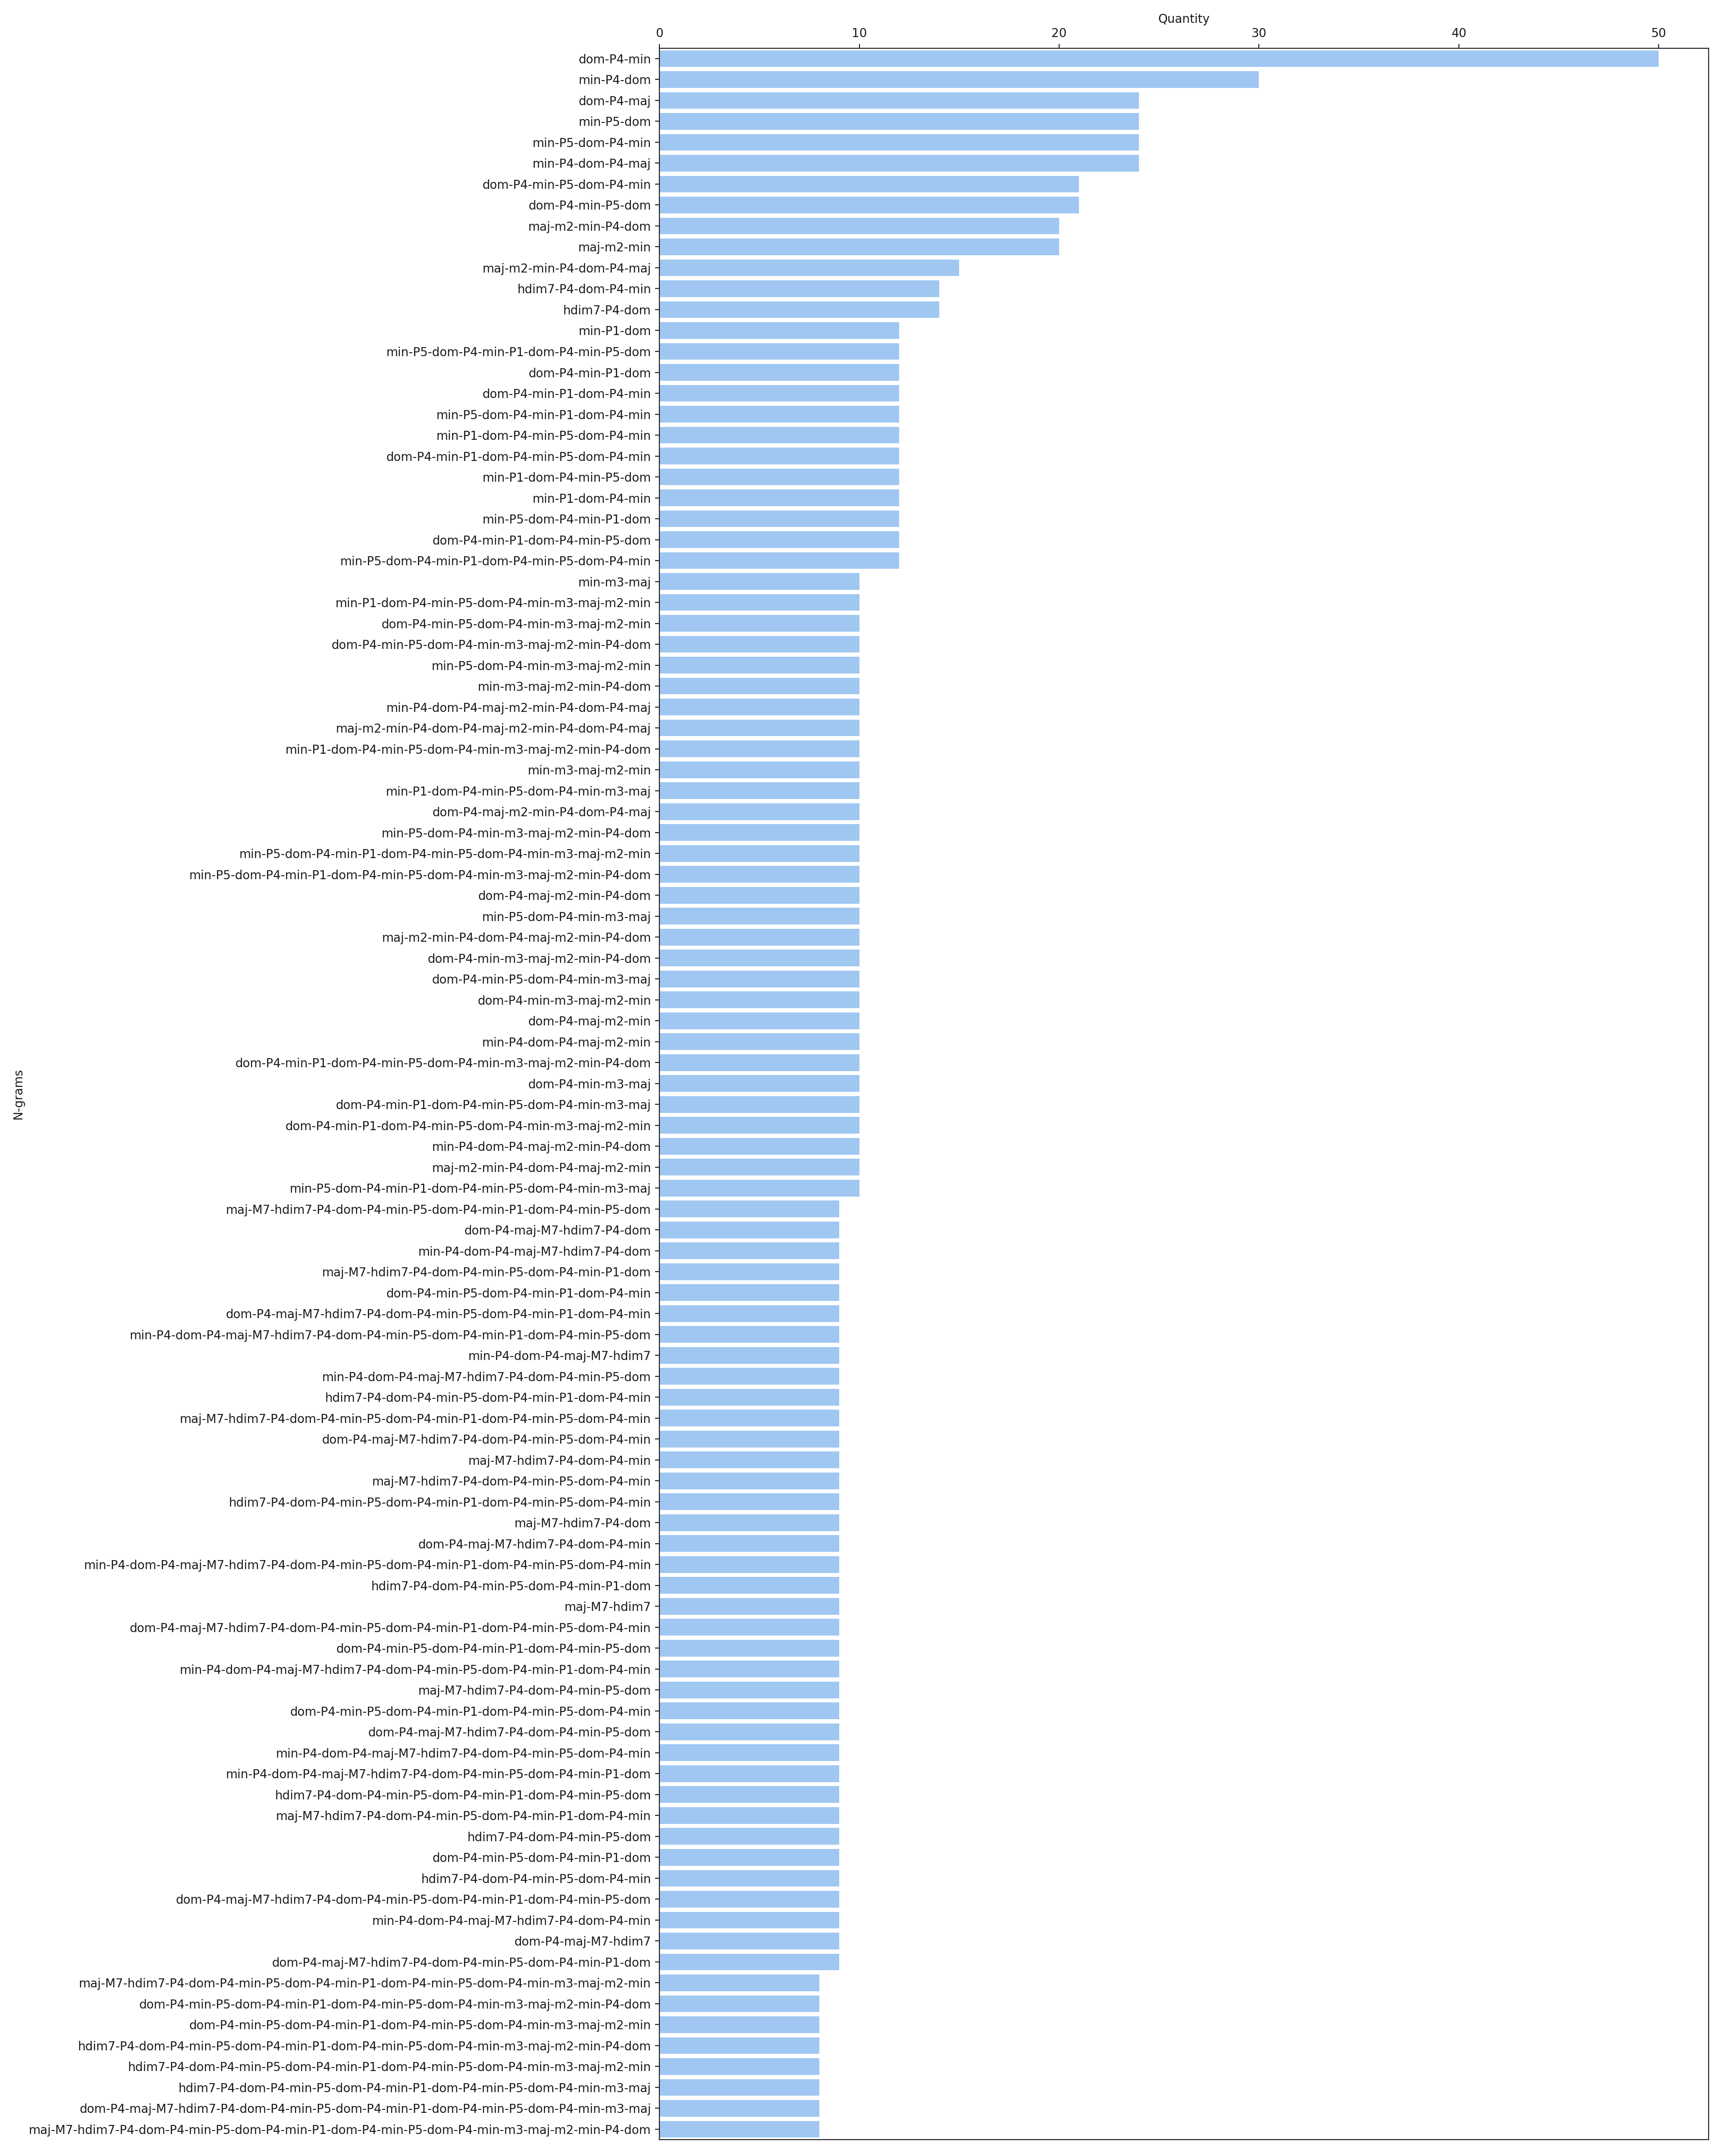 Quantity
0 10 20 30 40 50
dom-P4-min
min-P4-dom
dom-P4-maj
min-P5-dom
min-P5-dom-P4-min
min-P4-dom-P4-maj
dom-P4-min-P5-dom-P4-min
dom-P4-min-P5-dom
maj-m2-min-P4-dom
maj-m2-min
maj-m2-min-P4-dom-P4-maj
hdim7-P4-dom-P4-min
hdim7-P4-dom
min-P1-dom
min-P5-dom-P4-min-P1-dom-P4-min-P5-dom
dom-P4-min-P1-dom
dom-P4-min-P1-dom-P4-min
min-P5-dom-P4-min-P1-dom-P4-min
min-P1-dom-P4-min-P5-dom-P4-min
dom-P4-min-P1-dom-P4-min-P5-dom-P4-min
min-P1-dom-P4-min-P5-dom
min-P1-dom-P4-min
min-P5-dom-P4-min-P1-dom
dom-P4-min-P1-dom-P4-min-P5-dom
min-P5-dom-P4-min-P1-dom-P4-min-P5-dom-P4-min
min-m3-maj
min-P1-dom-P4-min-P5-dom-P4-min-m3-maj-m2-min
dom-P4-min-P5-dom-P4-min-m3-maj-m2-min
dom-P4-min-P5-dom-P4-min-m3-maj-m2-min-P4-dom
min-P5-dom-P4-min-m3-maj-m2-min
min-m3-maj-m2-min-P4-dom
min-P4-dom-P4-maj-m2-min-P4-dom-P4-maj
maj-m2-min-P4-dom-P4-maj-m2-min-P4-dom-P4-maj
min-P1-dom-P4-min-P5-dom-P4-min-m3-maj-m2-min-P4-dom
min-m3-maj-m2-min
min-P1-dom-P4-min-P5-dom-P4-min-m3-maj
dom-P4-maj-m2-min-P4-dom-P4-maj
min-P5-dom-P4-min-m3-maj-m2-min-P4-dom
min-P5-dom-P4-min-P1-dom-P4-min-P5-dom-P4-min-m3-maj-m2-min
min-P5-dom-P4-min-P1-dom-P4-min-P5-dom-P4-min-m3-maj-m2-min-P4-dom
dom-P4-maj-m2-min-P4-dom
min-P5-dom-P4-min-m3-maj
maj-m2-min-P4-dom-P4-maj-m2-min-P4-dom
dom-P4-min-m3-maj-m2-min-P4-dom
dom-P4-min-P5-dom-P4-min-m3-maj
dom-P4-min-m3-maj-m2-min
dom-P4-maj-m2-min
min-P4-dom-P4-maj-m2-min
dom-P4-min-P1-dom-P4-min-P5-dom-P4-min-m3-maj-m2-min-P4-dom
dom-P4-min-m3-maj
dom-P4-min-P1-dom-P4-min-P5-dom-P4-min-m3-maj
dom-P4-min-P1-dom-P4-min-P5-dom-P4-min-m3-maj-m2-min
min-P4-dom-P4-maj-m2-min-P4-dom
maj-m2-min-P4-dom-P4-maj-m2-min
min-P5-dom-P4-min-P1-dom-P4-min-P5-dom-P4-min-m3-maj
maj-M7-hdim7-P4-dom-P4-min-P5-dom-P4-min-P1-dom-P4-min-P5-dom
dom-P4-maj-M7-hdim7-P4-dom
min-P4-dom-P4-maj-M7-hdim7-P4-dom
maj-M7-hdim7-P4-dom-P4-min-P5-dom-P4-min-P1-dom
dom-P4-min-P5-dom-P4-min-P1-dom-P4-min
dom-P4-maj-M7-hdim7-P4-dom-P4-min-P5-dom-P4-min-P1-dom-P4-min
min-P4-dom-P4-maj-M7-hdim7-P4-dom-P4-min-P5-dom-P4-min-P1-dom-P4-min-P5-dom
min-P4-dom-P4-maj-M7-hdim7
min-P4-dom-P4-maj-M7-hdim7-P4-dom-P4-min-P5-dom
hdim7-P4-dom-P4-min-P5-dom-P4-min-P1-dom-P4-min
maj-M7-hdim7-P4-dom-P4-min-P5-dom-P4-min-P1-dom-P4-min-P5-dom-P4-min
dom-P4-maj-M7-hdim7-P4-dom-P4-min-P5-dom-P4-min
maj-M7-hdim7-P4-dom-P4-min
maj-M7-hdim7-P4-dom-P4-min-P5-dom-P4-min
hdim7-P4-dom-P4-min-P5-dom-P4-min-P1-dom-P4-min-P5-dom-P4-min
maj-M7-hdim7-P4-dom
dom-P4-maj-M7-hdim7-P4-dom-P4-min
min-P4-dom-P4-maj-M7-hdim7-P4-dom-P4-min-P5-dom-P4-min-P1-dom-P4-min-P5-dom-P4-min
hdim7-P4-dom-P4-min-P5-dom-P4-min-P1-dom
maj-M7-hdim7
dom-P4-maj-M7-hdim7-P4-dom-P4-min-P5-dom-P4-min-P1-dom-P4-min-P5-dom-P4-min
dom-P4-min-P5-dom-P4-min-P1-dom-P4-min-P5-dom
min-P4-dom-P4-maj-M7-hdim7-P4-dom-P4-min-P5-dom-P4-min-P1-dom-P4-min
maj-M7-hdim7-P4-dom-P4-min-P5-dom
dom-P4-min-P5-dom-P4-min-P1-dom-P4-min-P5-dom-P4-min
dom-P4-maj-M7-hdim7-P4-dom-P4-min-P5-dom
min-P4-dom-P4-maj-M7-hdim7-P4-dom-P4-min-P5-dom-P4-min
min-P4-dom-P4-maj-M7-hdim7-P4-dom-P4-min-P5-dom-P4-min-P1-dom
hdim7-P4-dom-P4-min-P5-dom-P4-min-P1-dom-P4-min-P5-dom
maj-M7-hdim7-P4-dom-P4-min-P5-dom-P4-min-P1-dom-P4-min
hdim7-P4-dom-P4-min-P5-dom
dom-P4-min-P5-dom-P4-min-P1-dom
hdim7-P4-dom-P4-min-P5-dom-P4-min
dom-P4-maj-M7-hdim7-P4-dom-P4-min-P5-dom-P4-min-P1-dom-P4-min-P5-dom
min-P4-dom-P4-maj-M7-hdim7-P4-dom-P4-min
dom-P4-maj-M7-hdim7
dom-P4-maj-M7-hdim7-P4-dom-P4-min-P5-dom-P4-min-P1-dom
maj-M7-hdim7-P4-dom-P4-min-P5-dom-P4-min-P1-dom-P4-min-P5-dom-P4-min-m3-maj-m2-min
dom-P4-min-P5-dom-P4-min-P1-dom-P4-min-P5-dom-P4-min-m3-maj-m2-min-P4-dom
dom-P4-min-P5-dom-P4-min-P1-dom-P4-min-P5-dom-P4-min-m3-maj-m2-min
hdim7-P4-dom-P4-min-P5-dom-P4-min-P1-dom-P4-min-P5-dom-P4-min-m3-maj-m2-min-P4-dom
hdim7-P4-dom-P4-min-P5-dom-P4-min-P1-dom-P4-min-P5-dom-P4-min-m3-maj-m2-min
hdim7-P4-dom-P4-min-P5-dom-P4-min-P1-dom-P4-min-P5-dom-P4-min-m3-maj
dom-P4-maj-M7-hdim7-P4-dom-P4-min-P5-dom-P4-min-P1-dom-P4-min-P5-dom-P4-min-m3-maj
maj-M7-hdim7-P4-dom-P4-min-P5-dom-P4-min-P1-dom-P4-min-P5-dom-P4-min-m3-maj-m2-min-P4-dom
N-grams